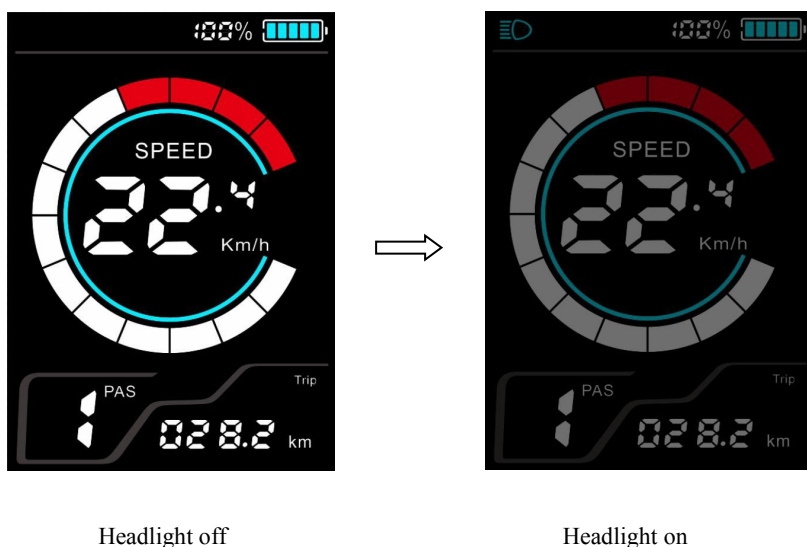 100%
SPEED
22.4
Km/h
PAS
Trip
1
028.2 km
100%
SPEED
22.4
Km/h
PAS
Trip
1
028.2 km
Headlight off
Headlight on